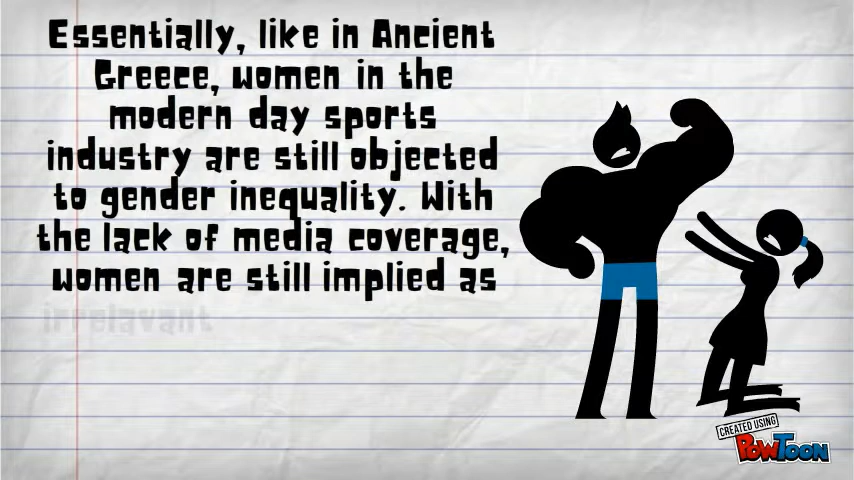 Essentially, like in Ancient
Greece, women in the
modern day sports
industry are still objected
to gender inequality. With
the lack of media coverage,
women are still implied as
irrelavant
CREATED USING
POWTOON